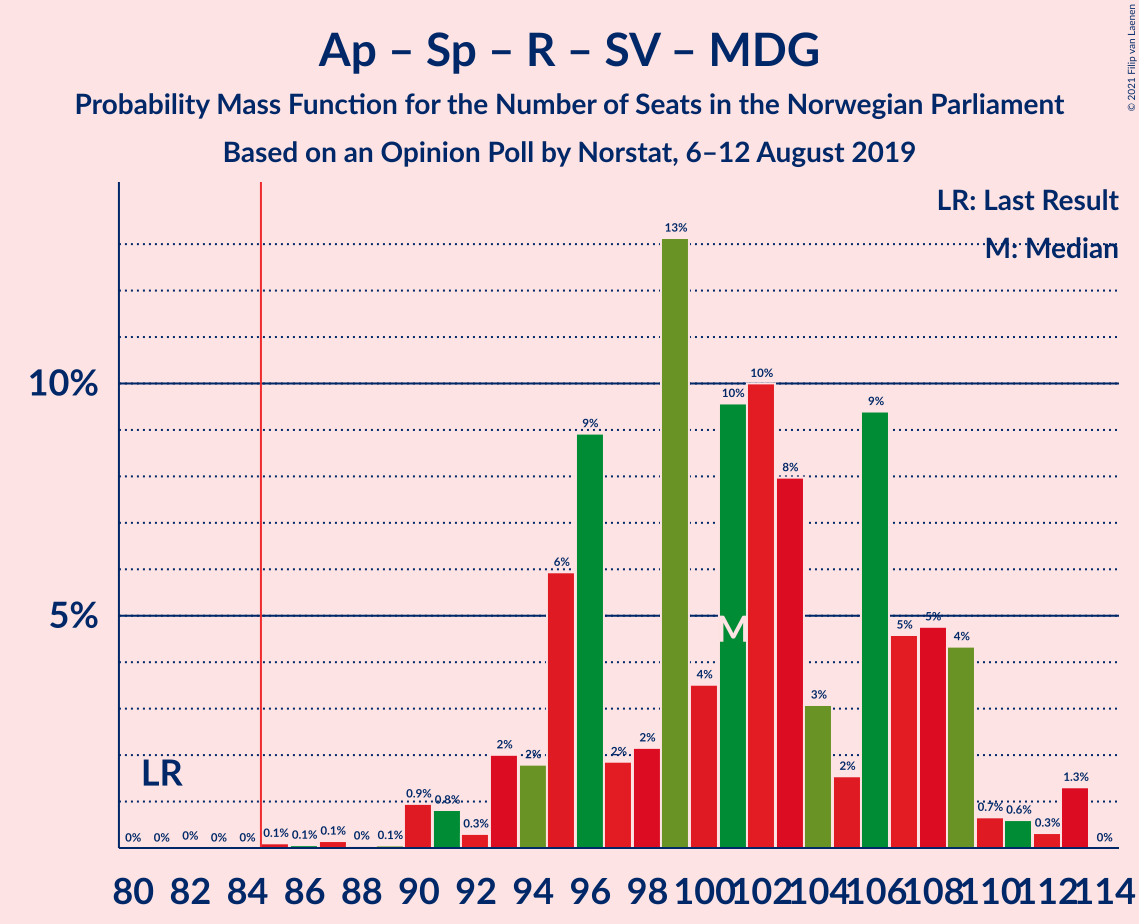 Ap – Sp – R – SV – MDG
Probability Mass Function for the Number of Seats in the Norwegian Parliament
Based on an Opinion Poll by Norstat, 6–12 August 2019
© 2021 Filip van Laenen
LR: Last Result
M: Median
10%
5%
LR
M
0% 0% 0% 0% 0% 0.1% 0.1% 0.1% 0% 0.1% 0.9% 0.8% 0.3% 2% 2% 6% 9% 2% 2% 13% 4% 10% 10% 8% 3% 2% 9% 5% 5% 4% 0.7% 0.6% 0.3% 1.3% 0%
80 82 84 86 88 90 92 94 96 98 100 102 104 106 108 110 112 114